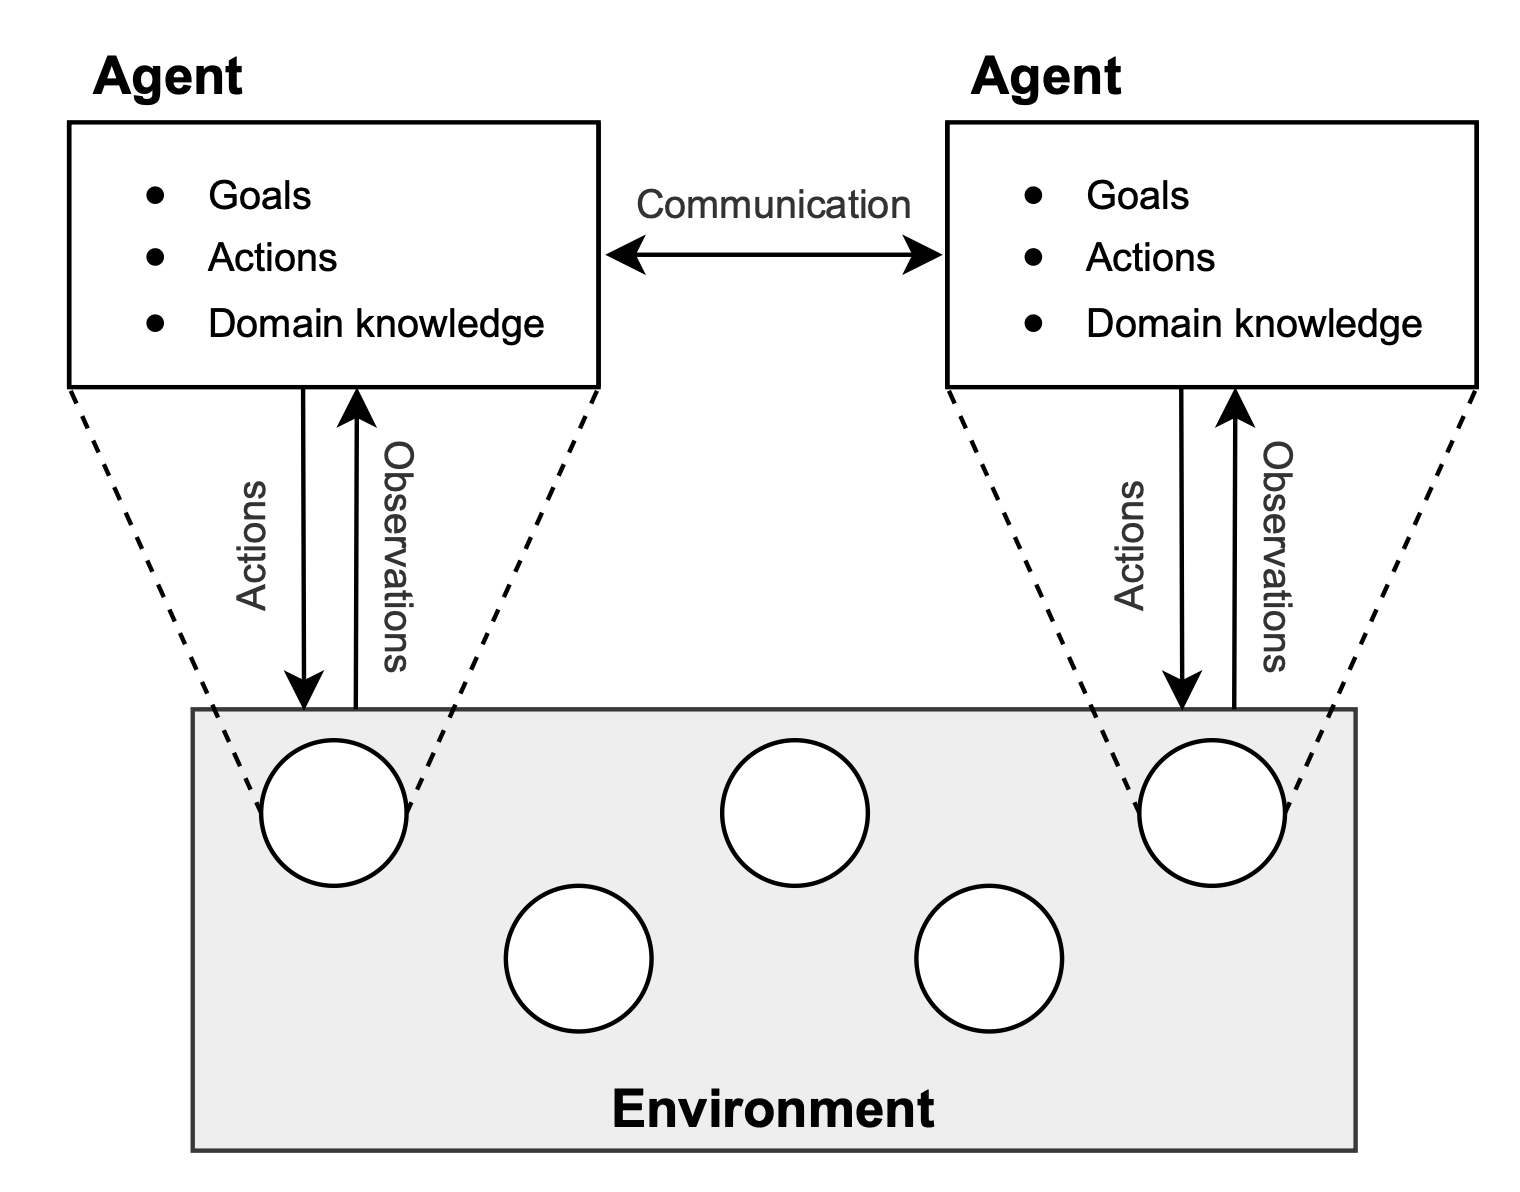 Agent
Agent
• Goals
• Actions
• Domain knowledge
Communication
• Goals
• Actions
• Domain knowledge
Actions
Observations
Actions
Observations
Environment